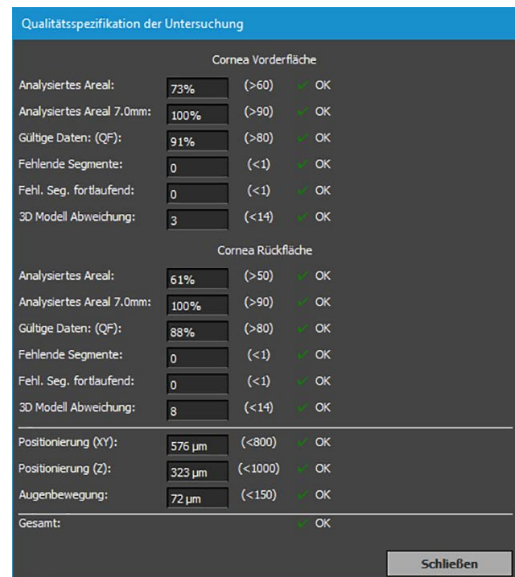 Qualitätsspezifikation der Untersuchung
Cornea Vorderfläche
Analysiertes Areal: 73% (>60) OK
Analysiertes Areal 7.0mm: 100% (>90) OK
Gültige Daten: (QF): 91% (>80) OK
Fehlende Segmente: 0 (<1) OK
Fehl. Seg. fortlaufend: 0 (<1) OK
3D Modell Abweichung: 3 (<14) OK
Cornea Rückfläche
Analysiertes Areal: 61% (>50) OK
Analysiertes Areal 7.0mm: 100% (>90) OK
Gültige Daten: (QF): 88% (>80) OK
Fehlende Segmente: 0 (<1) OK
Fehl. Seg. fortlaufend: 0 (<1) OK
3D Modell Abweichung: 8 (<14) OK
Positionierung (XY): 576 µm (<800) OK
Positionierung (Z): 323 µm (<1000) OK
Augenbewegung: 72 µm (<150) OK
Gesamt: OK
Schließen